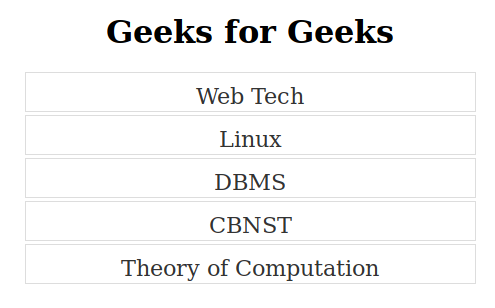 Geeks for Geeks
Web Tech
Linux
DBMS
CBNST
Theory of Computation